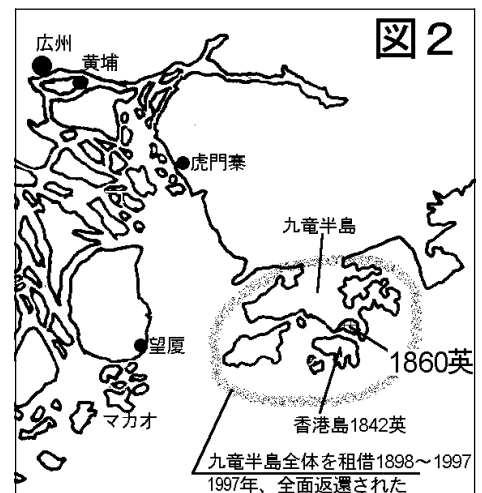 図2
広州
黄埔
虎門寨
九竜半島
望厦
1860英
マカオ
香港島1842英
九竜半島全体を租借1898～1997
1997年、全面返還された